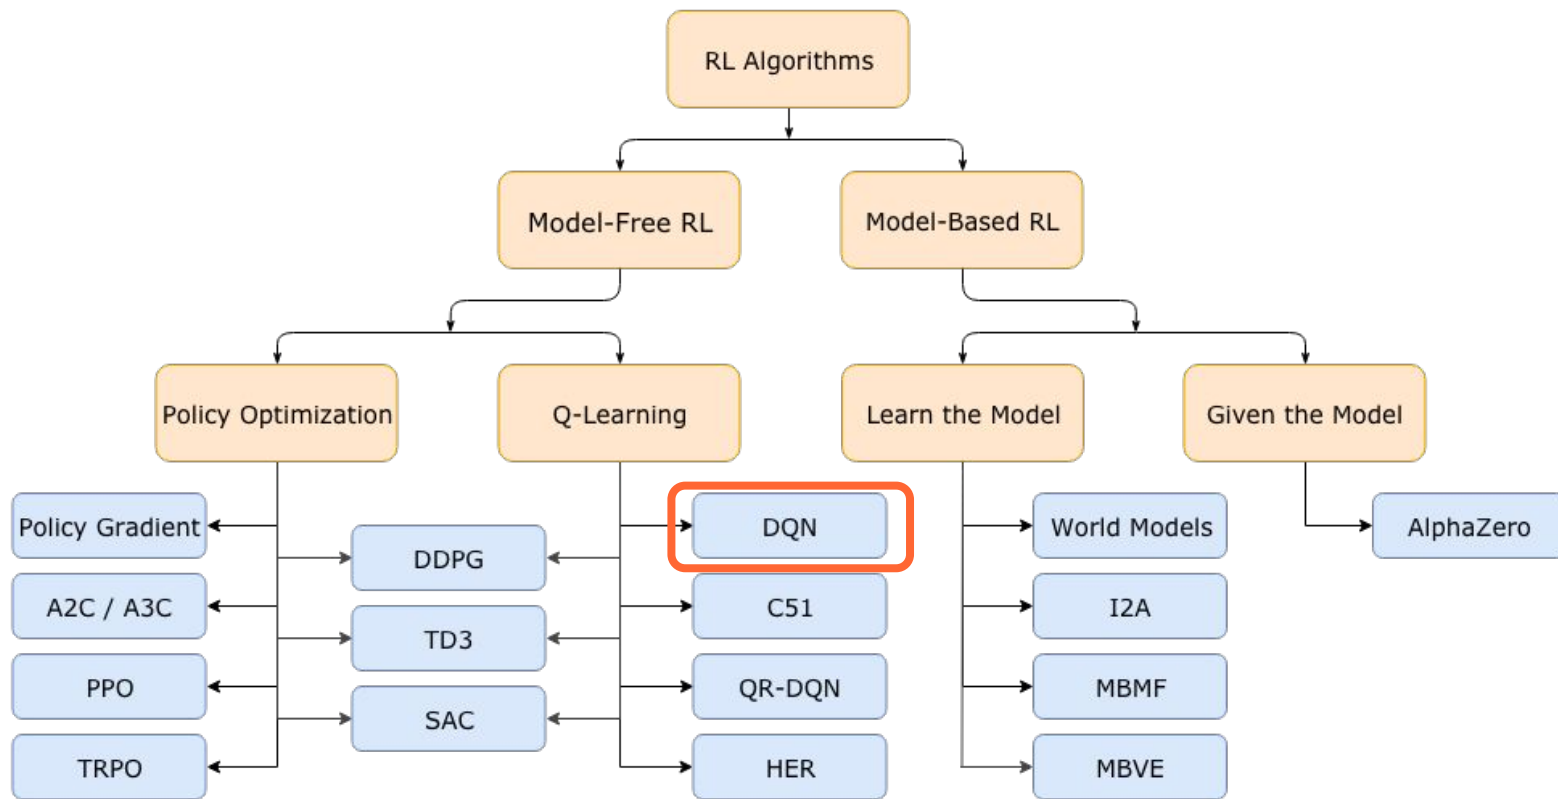 RL Algorithms
Model-Free RL
Model-Based RL
Policy Optimization
Q-Learning
Learn the Model
Given the Model
Policy Gradient
DDPG
DQN
World Models
AlphaZero
A2C / A3C
TD3
C51
I2A
PPO
SAC
QR-DQN
MBMF
TRPO
HER
MBVE